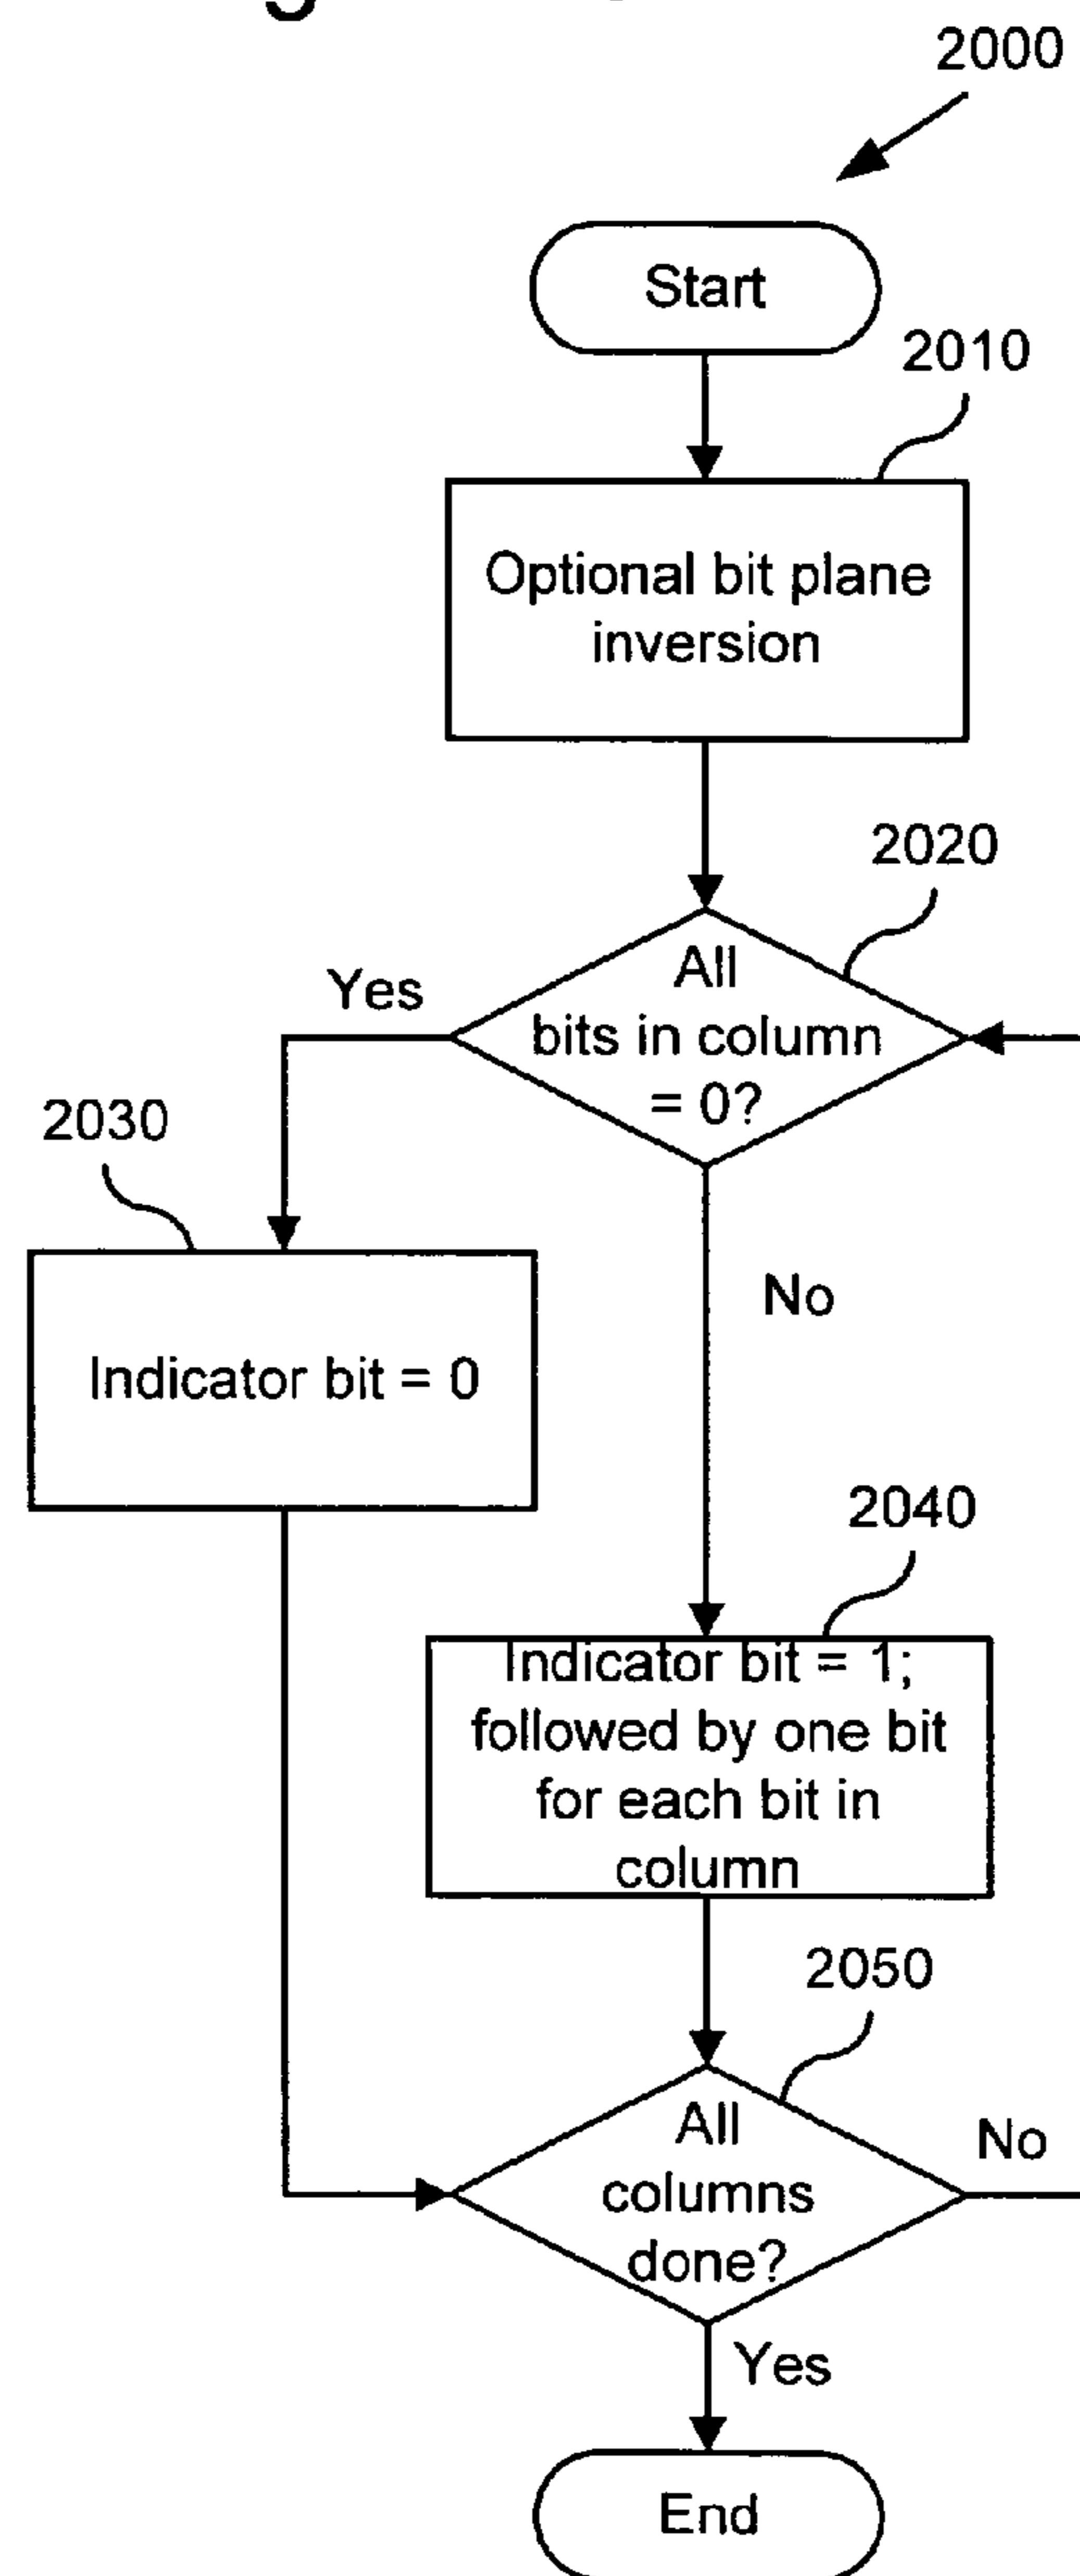 2000
Start
2010
Optional bit plane
inversion
2020
All
bits in column
= 0?
Yes
2030
No
Indicator bit = 0
2040
Indicator bit = 1;
followed by one bit
for each bit in
column
2050
All
columns
done?
No
Yes
End